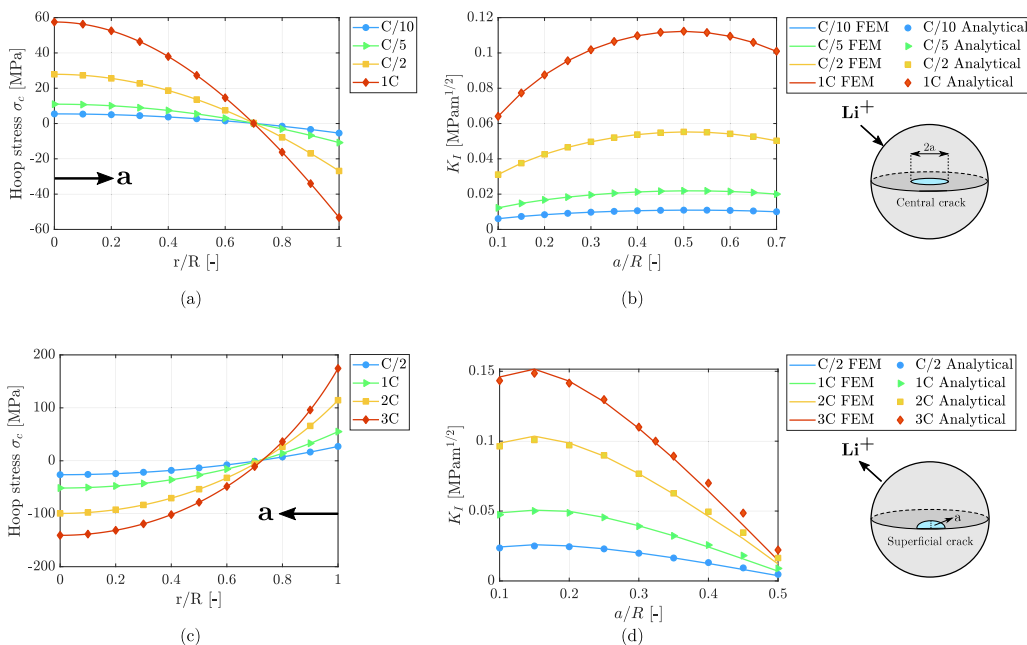 Hoop stress σc [MPa]
60
40
20
0
-20
-40
-60
0
0.2
0.4
0.6
0.8
1
r/R [-]
a
C/10
C/5
C/2
1C
(a)
KI [MPam1/2]
0.12
0.1
0.08
0.06
0.04
0.02
0
0.1
0.2
0.3
0.4
0.5
0.6
0.7
a/R [-]
(b)
C/10 FEM
C/5 FEM
C/2 FEM
1C FEM
C/10 Analytical
C/5 Analytical
C/2 Analytical
1C Analytical
Li+
2a
Central crack
Hoop stress σc [MPa]
200
100
0
-100
-200
0
0.2
0.4
0.6
0.8
1
r/R [-]
a
C/2
1C
2C
3C
(c)
KI [MPam1/2]
0.15
0.1
0.05
0
0.1
0.2
0.3
0.4
0.5
a/R [-]
(d)
C/2 FEM
1C FEM
2C FEM
3C FEM
C/2 Analytical
1C Analytical
2C Analytical
3C Analytical
Li+
a
Superficial crack